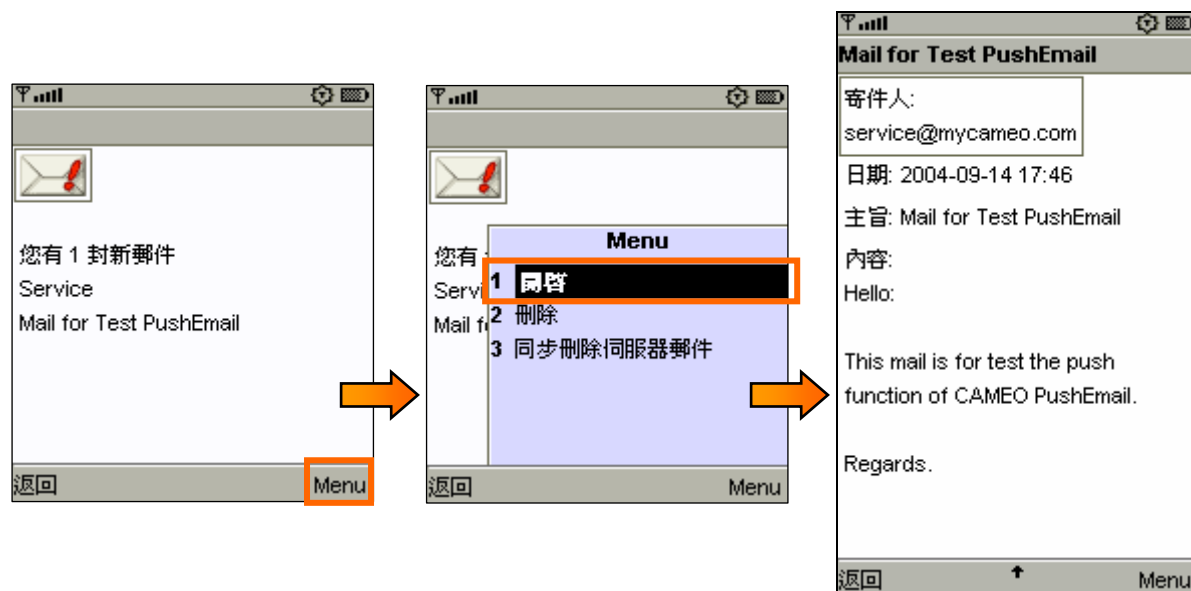 您有 1 封新郵件
Service
Mail for Test PushEmail
返回
Menu
Menu
您有
Servi
Mail f
1 開啓
2 刪除
3 同步刪除伺服器郵件
返回
Menu
Mail for Test PushEmail
寄件人:
service@mycameo.com
日期: 2004-09-14 17:46
主旨: Mail for Test PushEmail
內容:
Hello:
This mail is for test the push
function of CAMEO PushEmail.
Regards.
返回
Menu